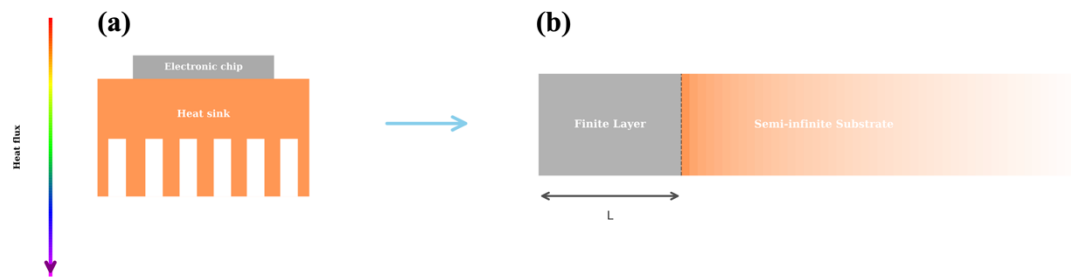 (a)
Electronic chip
Heat sink
Heat flux
(b)
Finite Layer
Semi-infinite Substrate
L